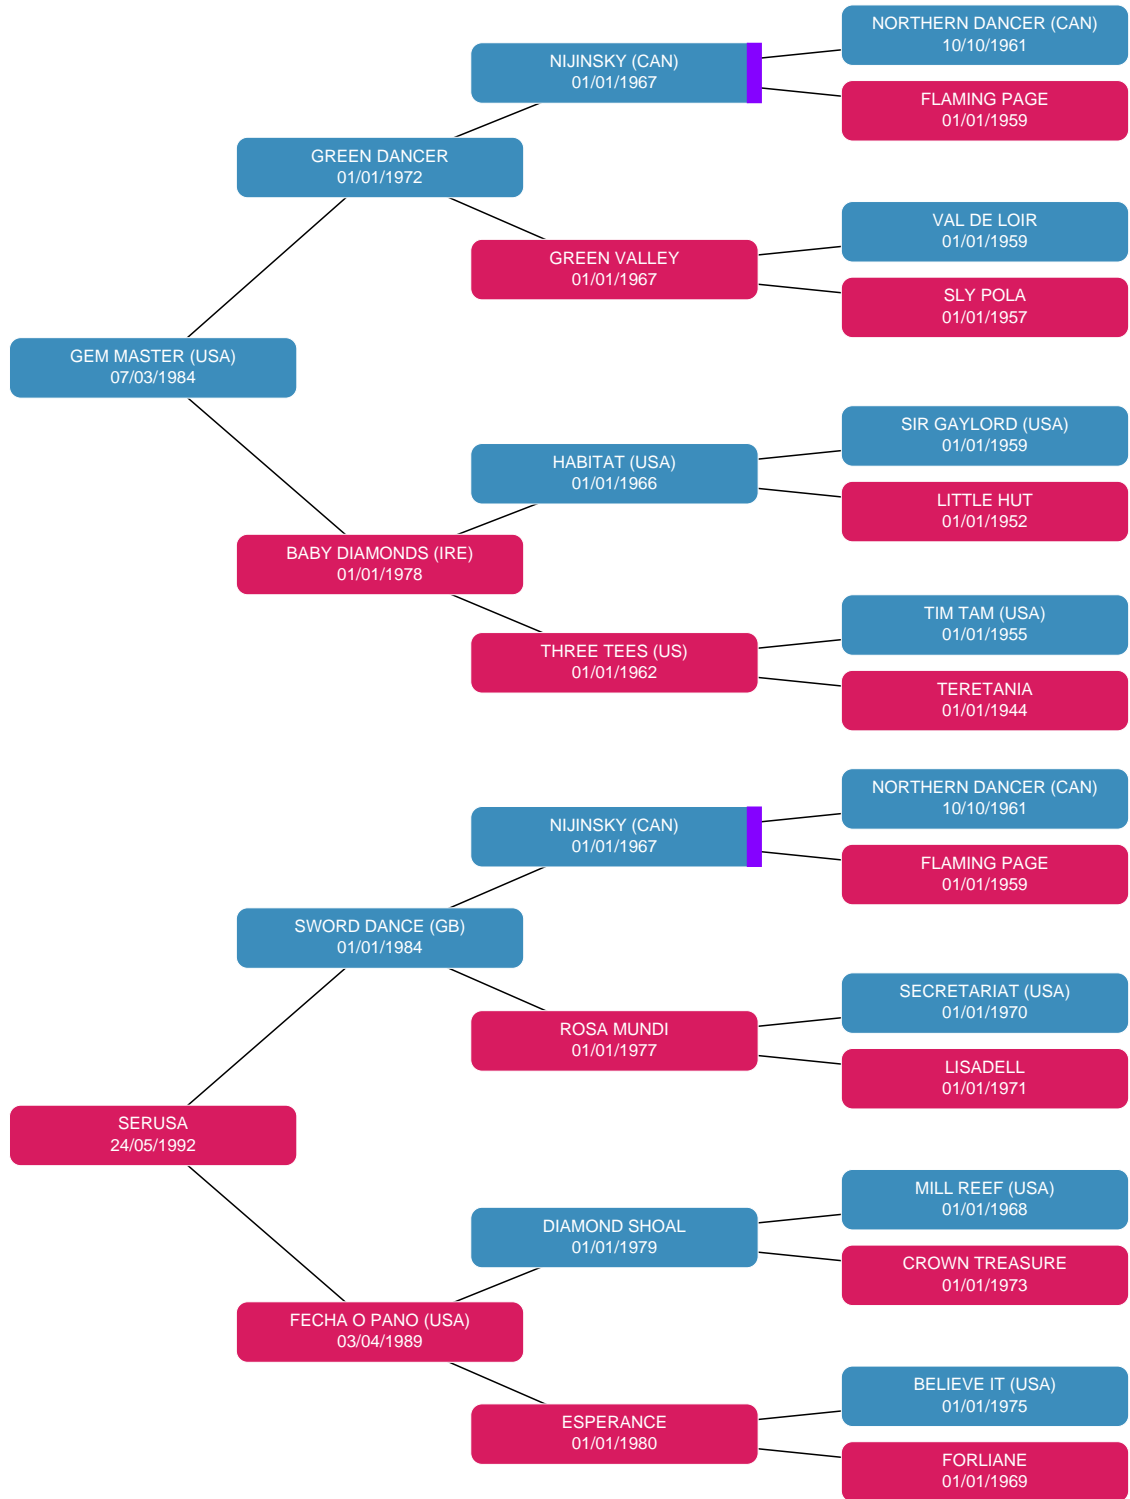 NORTHERN DANCER (CAN)
10/10/1961
NIJINSKY (CAN)
01/01/1967
FLAMING PAGE
01/01/1959
GREEN DANCER
01/01/1972
VAL DE LOIR
01/01/1959
GREEN VALLEY
01/01/1967
SLY POLA
01/01/1957
GEM MASTER (USA)
07/03/1984
SIR GAYLORD (USA)
01/01/1959
HABITAT (USA)
01/01/1966
LITTLE HUT
01/01/1952
BABY DIAMONDS (IRE)
01/01/1978
TIM TAM (USA)
01/01/1955
THREE TEES (US)
01/01/1962
TERETANIA
01/01/1944
NORTHERN DANCER (CAN)
10/10/1961
NIJINSKY (CAN)
01/01/1967
FLAMING PAGE
01/01/1959
SWORD DANCE (GB)
01/01/1984
SECRETARIAT (USA)
01/01/1970
ROSA MUNDI
01/01/1977
LISADELL
01/01/1971
SERUSA
24/05/1992
MILL REEF (USA)
01/01/1968
DIAMOND SHOAL
01/01/1979
CROWN TREASURE
01/01/1973
FECHA O PANO (USA)
03/04/1989
BELIEVE IT (USA)
01/01/1975
ESPERANCE
01/01/1980
FORLIANE
01/01/1969